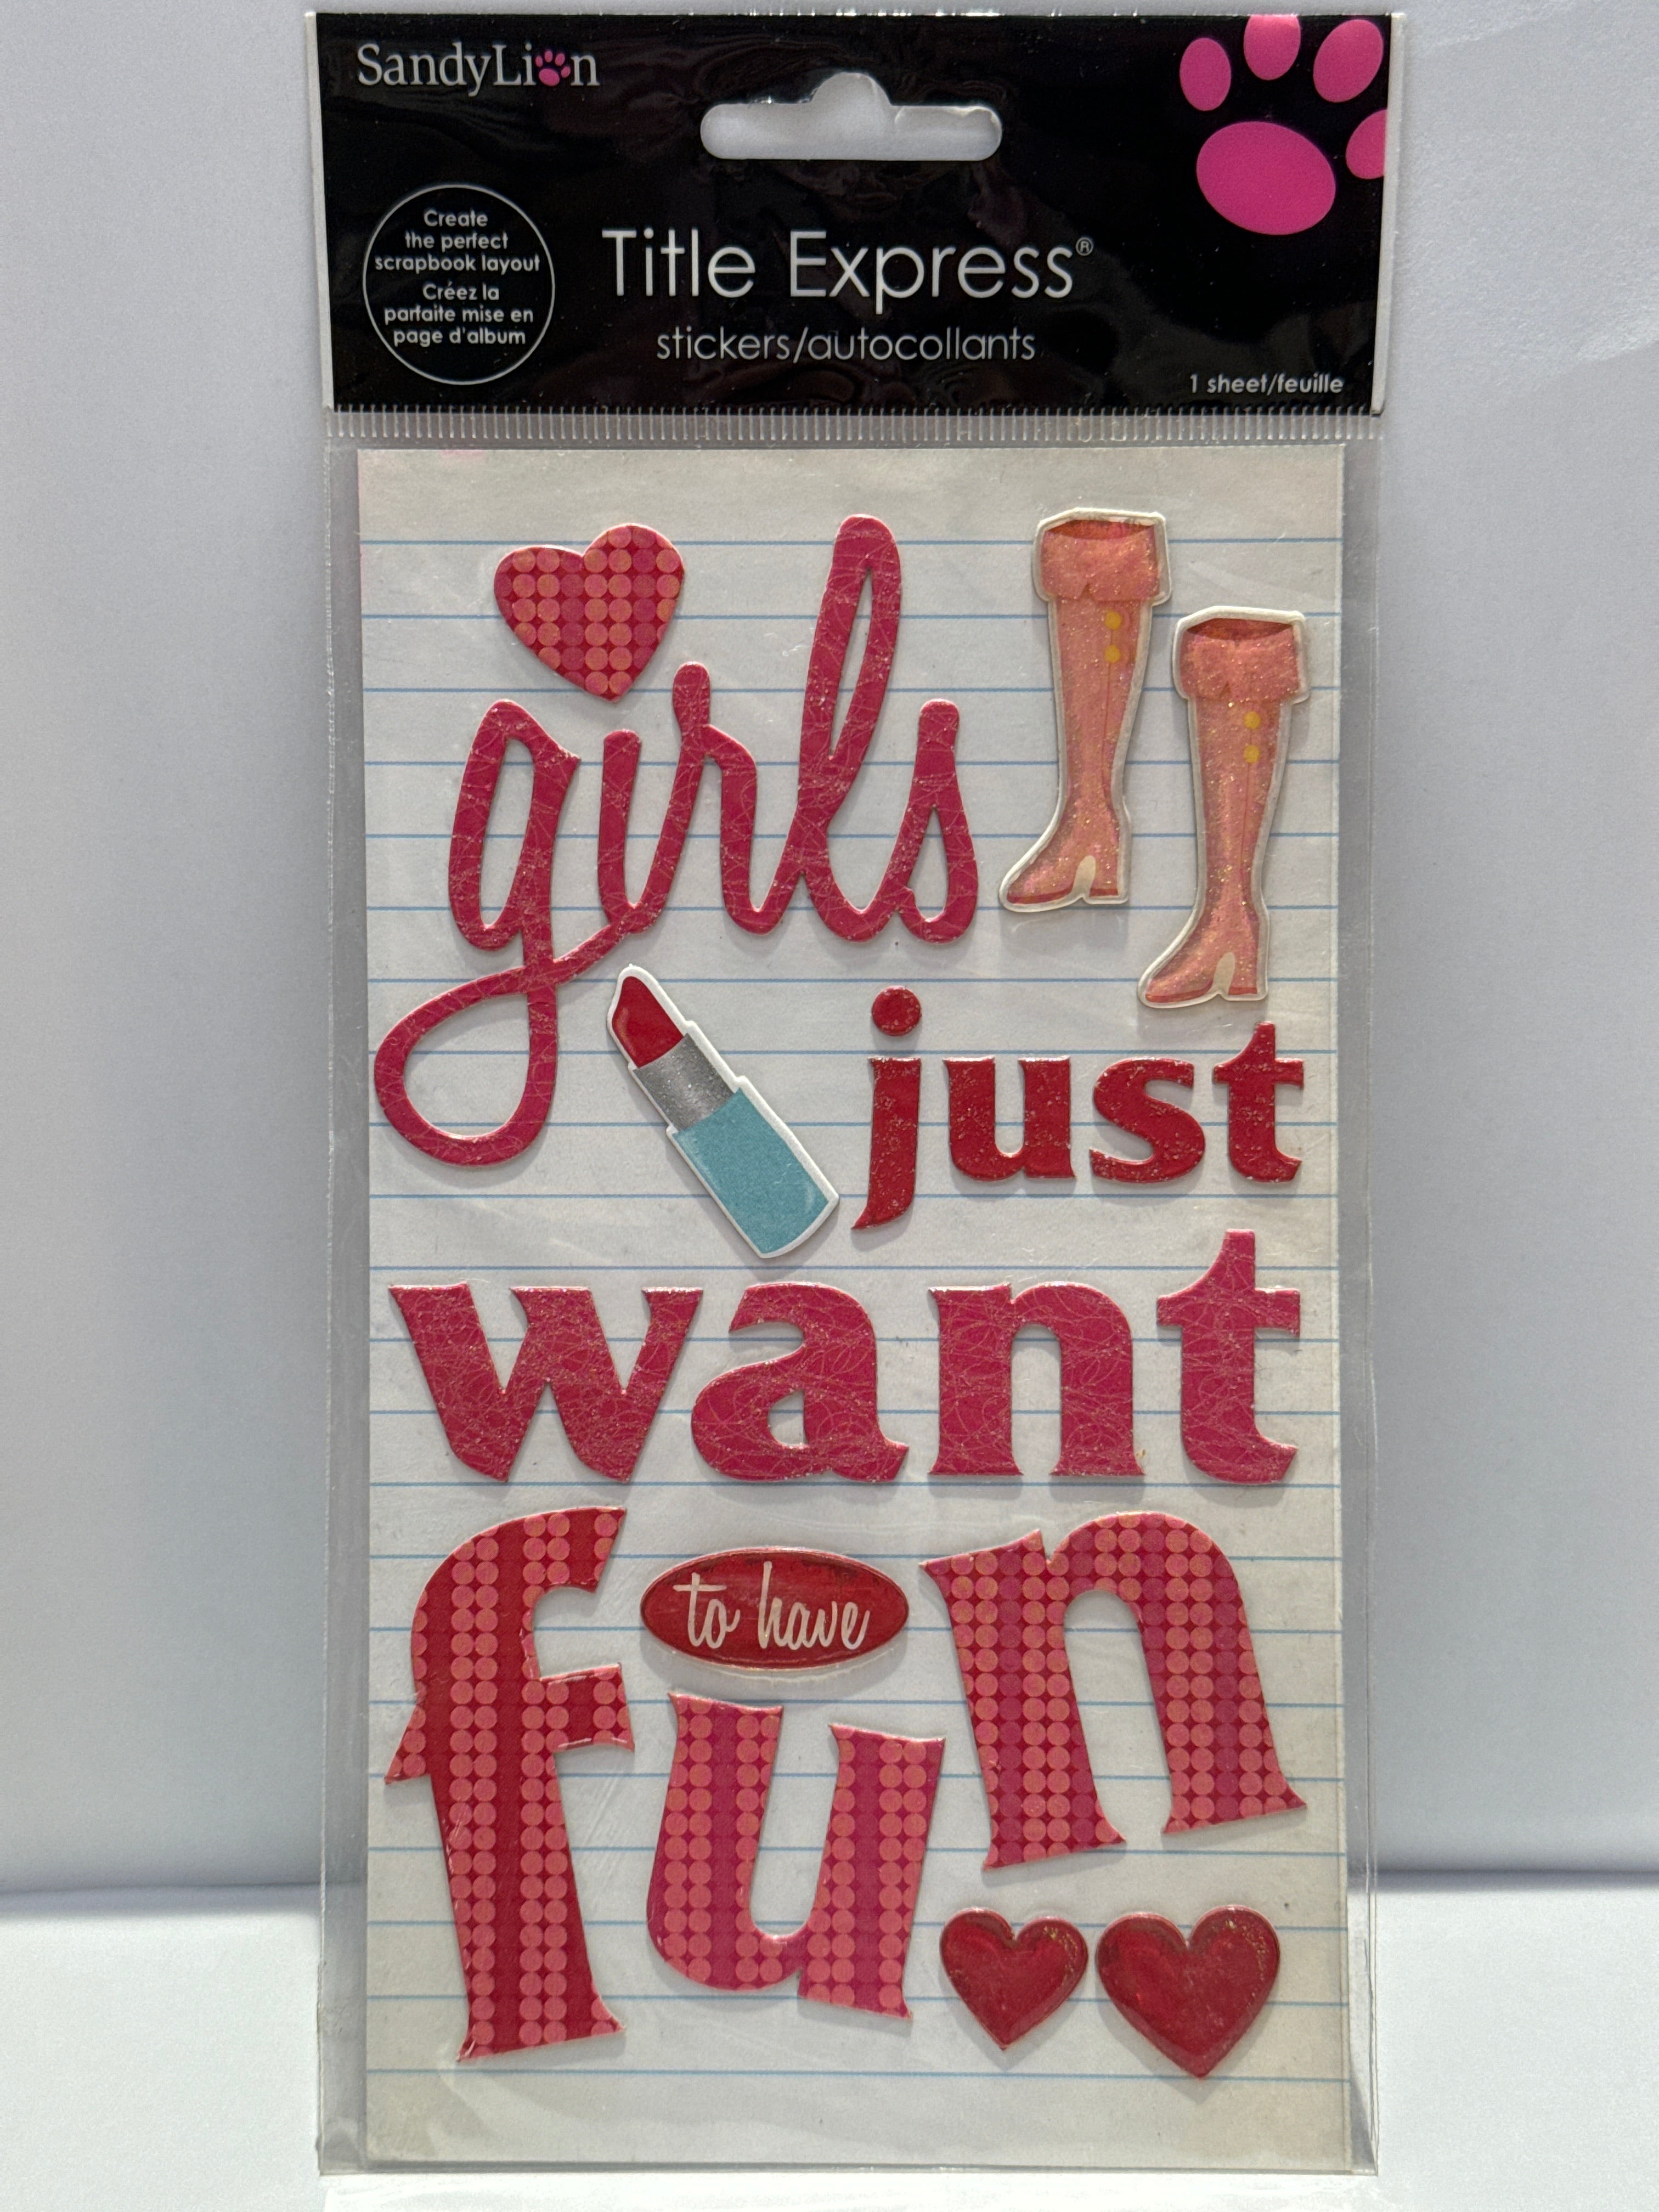 SandyLion
Create
the perfect
scrapbook layout
Créez la
parfaite mise en
page d'album
Title Express®
stickers/autocollants
1 sheet/feuille
girls
just
want
to have
fun